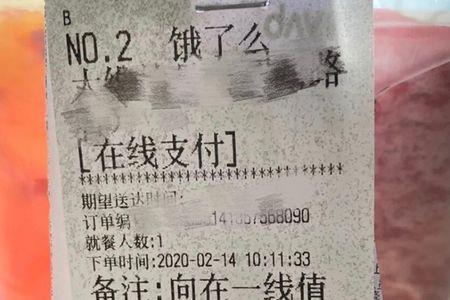 B
NO.2 饿了么
[在线支付]
********************************
期望送达时间:
订单编
141857568090
就餐人数:1
下单时间:2020-02-14 10:11:33
备注:向在一线值